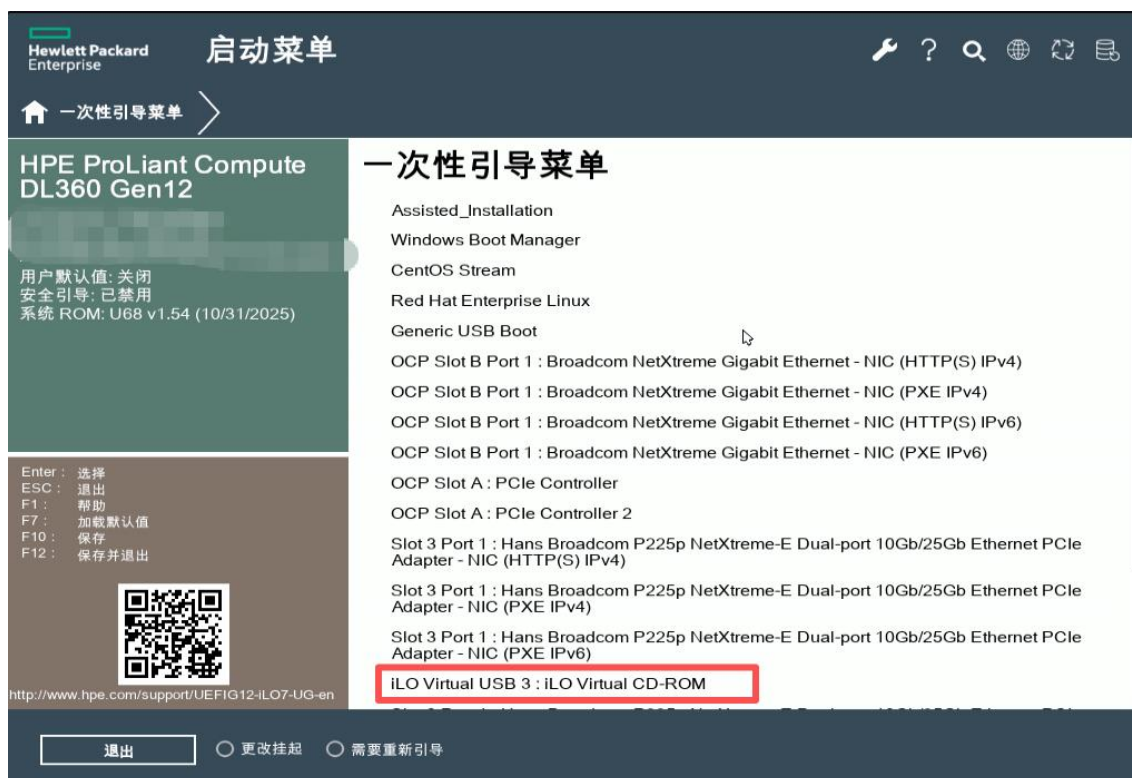 Hewlett Packard
Enterprise
启动菜单
?
一次性引导菜单
HPE ProLiant Compute
DL360 Gen12
用户默认值: 关闭
安全引导: 已禁用
系统 ROM: U68 v1.54 (10/31/2025)
Enter : 选择
ESC : 退出
F1 : 帮助
F7 : 加载默认值
F10 : 保存
F12 : 保存并退出
http://www.hpe.com/support/UEFIG12-iLO7-UG-en
一次性引导菜单
Assisted_Installation
Windows Boot Manager
CentOS Stream
Red Hat Enterprise Linux
Generic USB Boot
OCP Slot B Port 1 : Broadcom NetXtreme Gigabit Ethernet - NIC (HTTP(S) IPv4)
OCP Slot B Port 1 : Broadcom NetXtreme Gigabit Ethernet - NIC (PXE IPv4)
OCP Slot B Port 1 : Broadcom NetXtreme Gigabit Ethernet - NIC (HTTP(S) IPv6)
OCP Slot B Port 1 : Broadcom NetXtreme Gigabit Ethernet - NIC (PXE IPv6)
OCP Slot A : PCIe Controller
OCP Slot A : PCIe Controller 2
Slot 3 Port 1 : Hans Broadcom P225p NetXtreme-E Dual-port 10Gb/25Gb Ethernet PCIe
Adapter - NIC (HTTP(S) IPv4)
Slot 3 Port 1 : Hans Broadcom P225p NetXtreme-E Dual-port 10Gb/25Gb Ethernet PCIe
Adapter - NIC (PXE IPv4)
Slot 3 Port 1 : Hans Broadcom P225p NetXtreme-E Dual-port 10Gb/25Gb Ethernet PCIe
Adapter - NIC (PXE IPv6)
iLO Virtual USB 3 : iLO Virtual CD-ROM
退出
更改挂起
需要重新引导